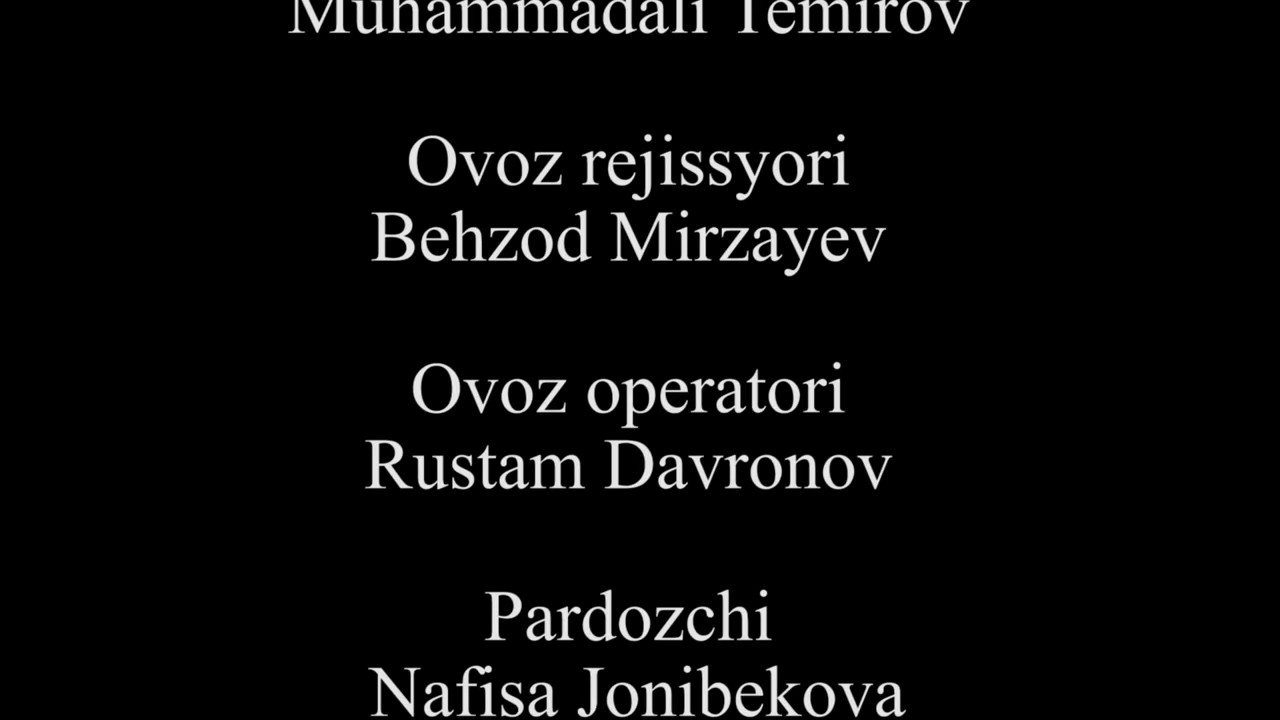 Muhammadali Temirov
Ovoz rejissyori
Behzod Mirzayev
Ovoz operatori
Rustam Davronov
Pardozchi
Nafisa Jonibekova